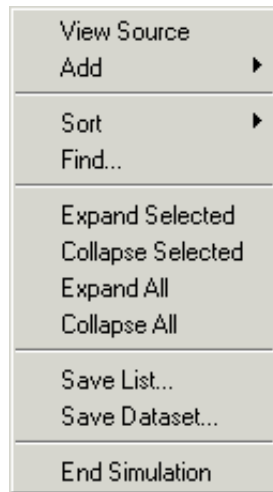 View Source
Add
Sort
Find...
Expand Selected
Collapse Selected
Expand All
Collapse All
Save List...
Save Dataset...
End Simulation